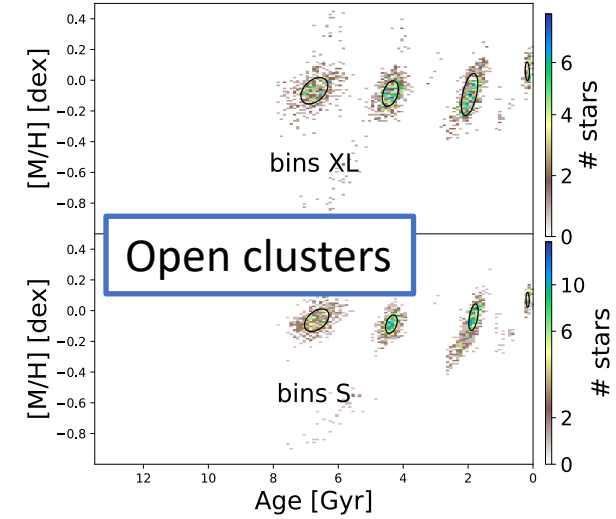 0.4
0.2
0.0
−0.2
−0.4
−0.6
−0.8
[M/H] [dex]
bins XL
6
4
2
0
# stars
Open clusters
0.4
0.2
0.0
−0.2
−0.4
−0.6
−0.8
[M/H] [dex]
bins S
10
6
2
0
# stars
12 10 8 6 4 2 0
Age [Gyr]